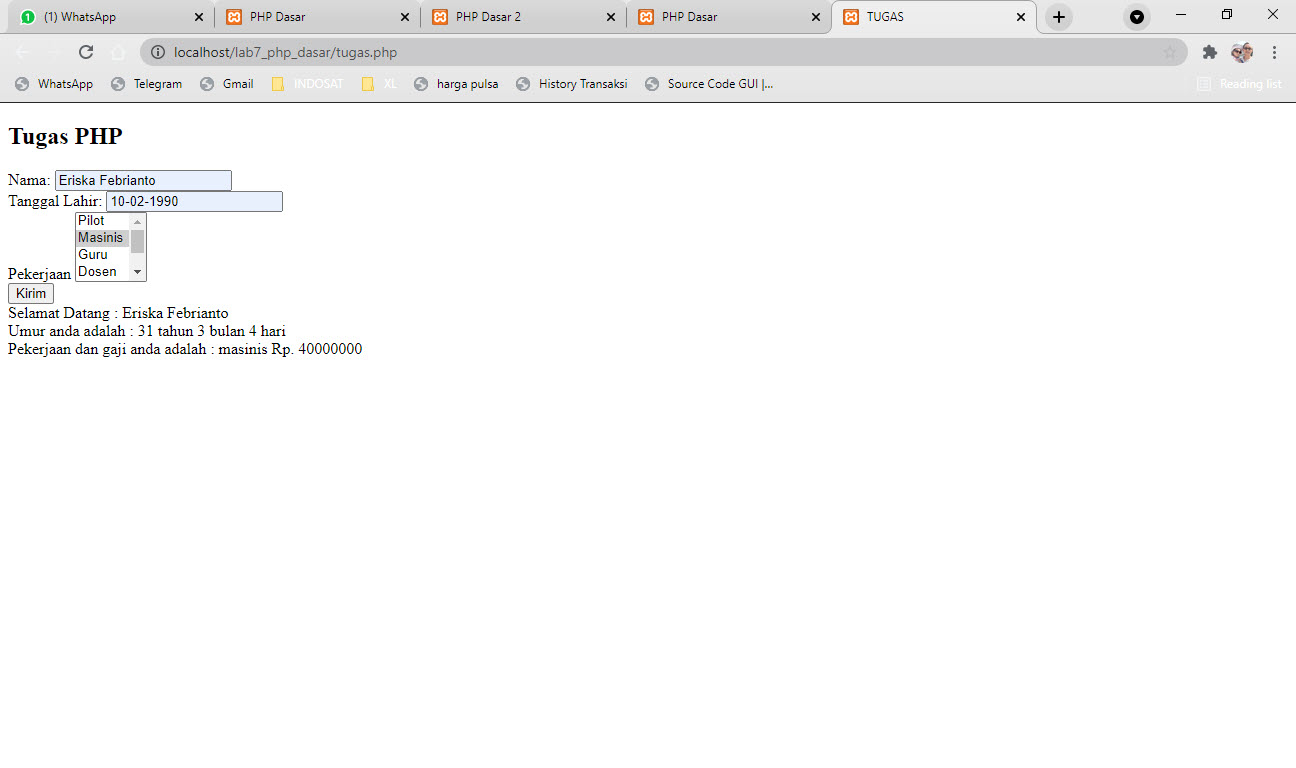 (1) WhatsApp PHP Dasar PHP Dasar 2 PHP Dasar TUGAS
localhost/lab7_php_dasar/tugas.php
WhatsApp Telegram Gmail INDOSAT XL harga pulsa History Transaksi Source Code GUI |... Reading list
Tugas PHP
Nama: Eriska Febrianto
Tanggal Lahir: 10-02-1990
Pilot
Masinis
Guru
Dosen
Pekerjaan
Kirim
Selamat Datang : Eriska Febrianto
Umur anda adalah : 31 tahun 3 bulan 4 hari
Pekerjaan dan gaji anda adalah : masinis Rp. 40000000